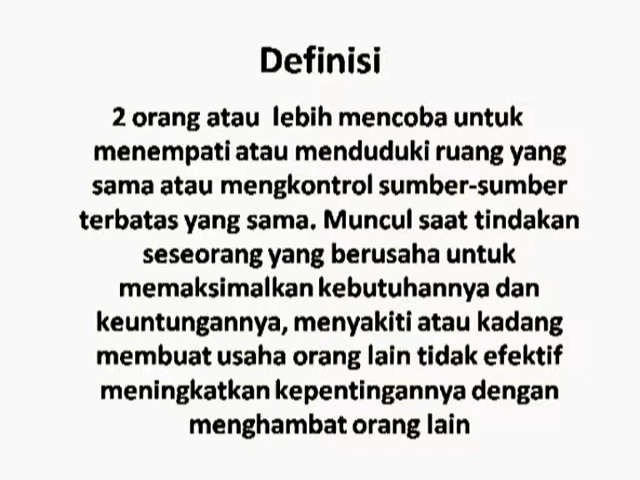 Definisi
2 orang atau lebih mencoba untuk
menempati atau menduduki ruang yang
sama atau mengkontrol sumber-sumber
terbatas yang sama. Muncul saat tindakan
seseorang yang berusaha untuk
memaksimalkan kebutuhannya dan
keuntungannya, menyakiti atau kadang
membuat usaha orang lain tidak efektif
meningkatkan kepentingannya dengan
menghambat orang lain